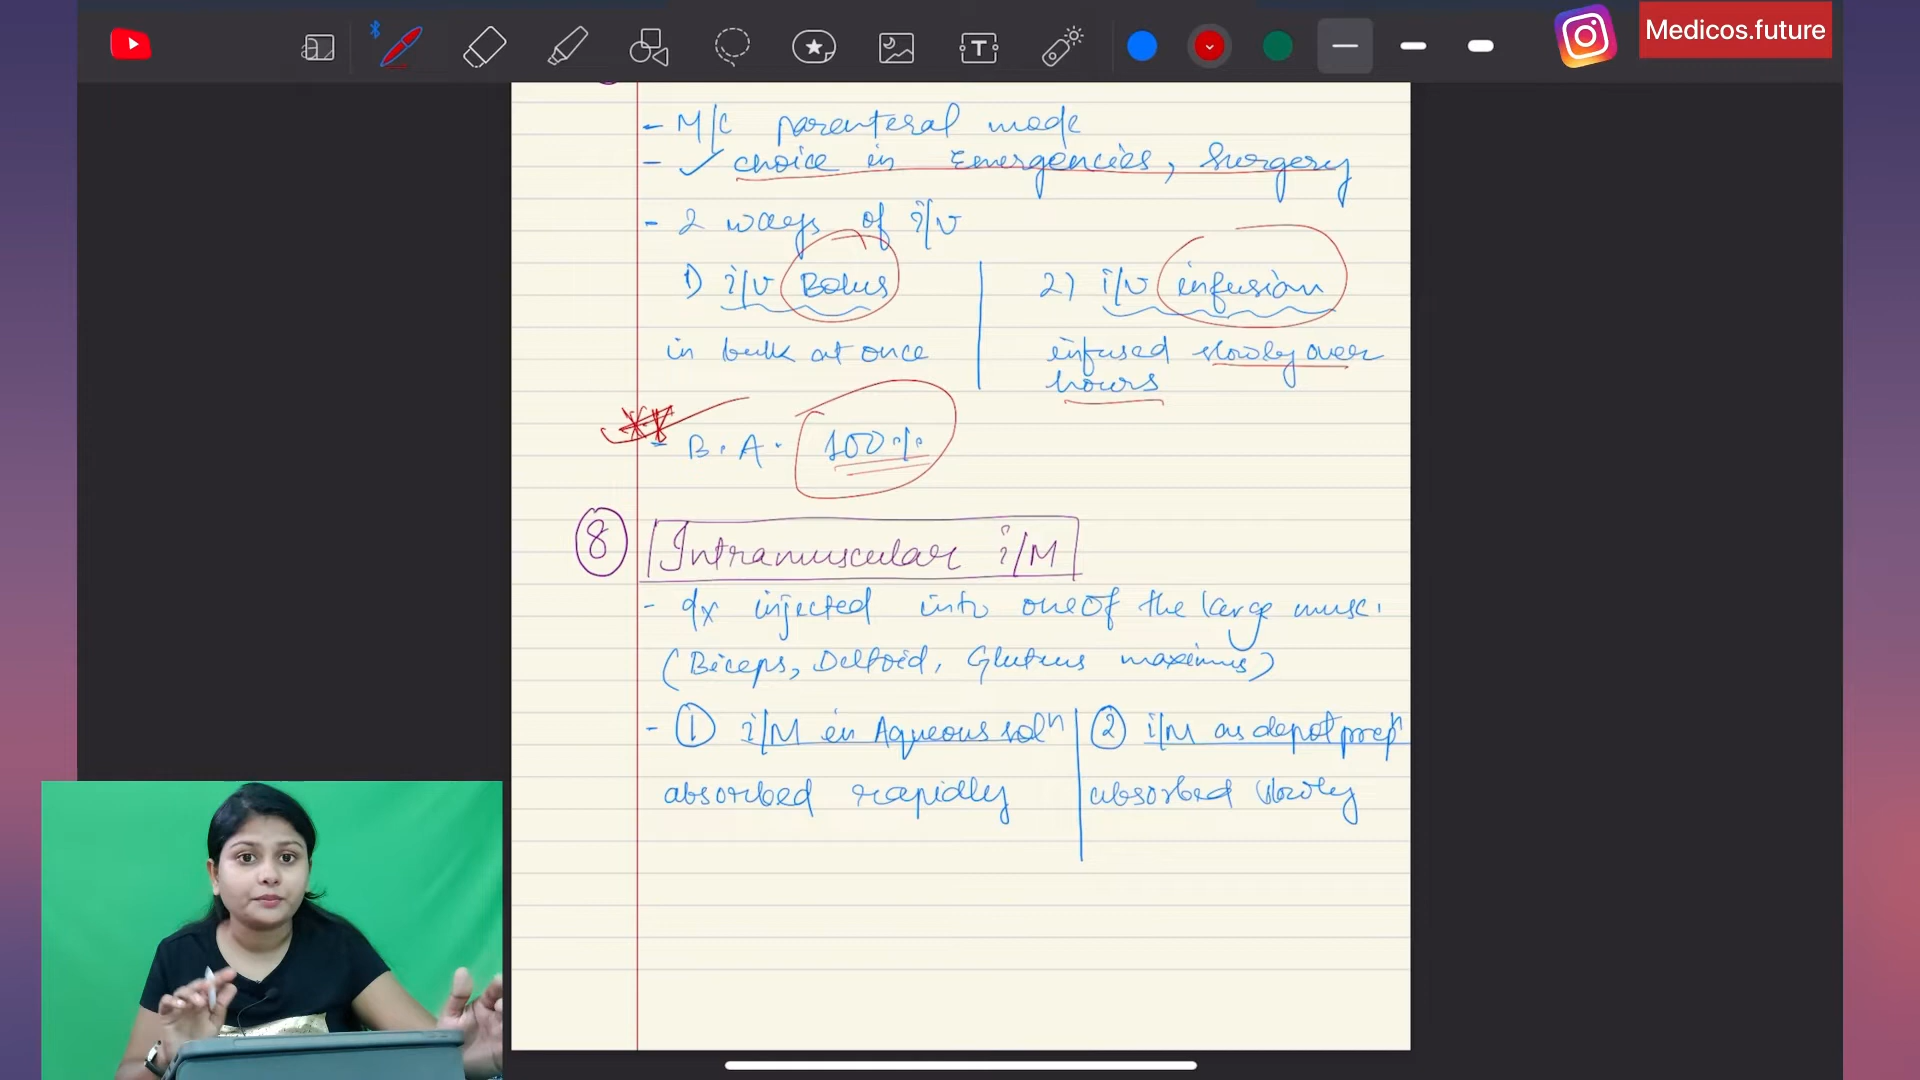 Medicos.future
- M/C parenteral mode
- ✓ choice in Emergencies, Surgery
- 2 ways of i/v
1) i/v Bolus
2) i/v infusion
in bulk at once
infused slowly over
hours
** - B.A. 100%
8 Intramuscular i/M
- dx injected into one of the large musc.
(Biceps, Deltoid, Gluteus maximus)
- ① i/M in Aqueous solⁿ
② i/M as depot prepⁿ
absorbed rapidly
absorbed slowly